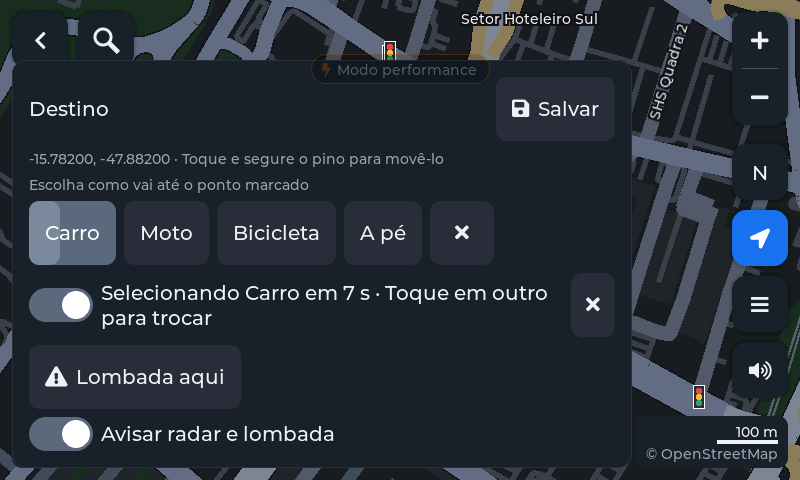 Setor Hoteleiro Sul
SHS Quadra 2
Modo performance
Destino
Salvar
-15.78200, -47.88200 · Toque e segure o pino para movê-lo
Escolha como vai até o ponto marcado
Carro
Moto
Bicicleta
A pé
Selecionando Carro em 7 s · Toque em outro
para trocar
Lombada aqui
Avisar radar e lombada
N
100 m
© OpenStreetMap